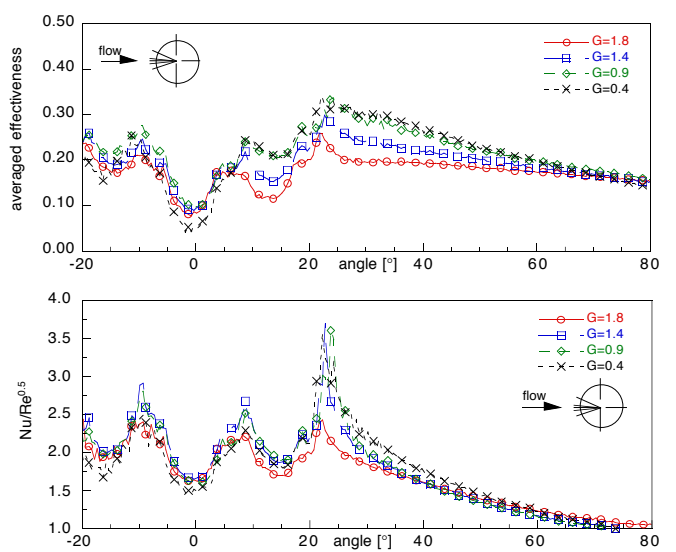 0.50
flow
G=1.8
G=1.4
G=0.9
G=0.4
0.40
0.30
0.20
0.10
0.00
averaged effectiveness
-20 0 20 angle [°] 40 60 80
4.0
G=1.8
G=1.4
G=0.9
G=0.4
flow
3.5
3.0
2.5
2.0
1.5
1.0
Nu/Re0.5
-20 0 20 angle [°] 40 60 80